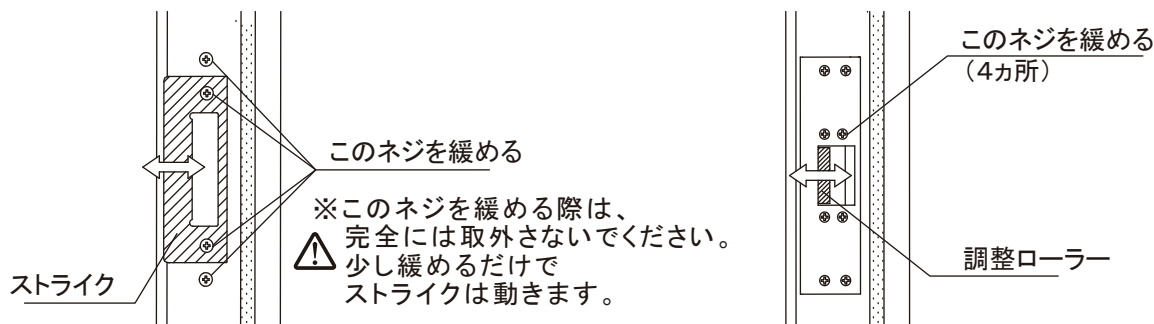 このネジを緩める
※このネジを緩める際は、
完全には取外さないでください。
少し緩めるだけで
ストライクは動きます。
ストライク
このネジを緩める
（4ヵ所）
調整ローラー